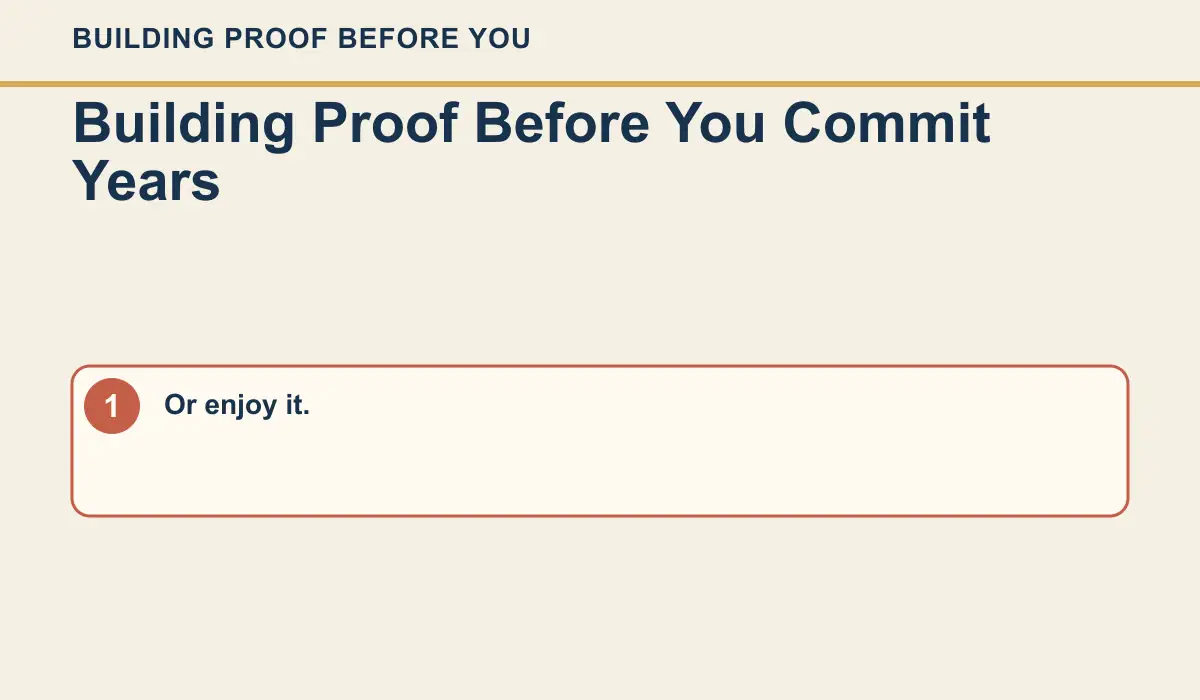 BUILDING PROOF BEFORE YOU
Building Proof Before You Commit
Years
1 Or enjoy it.